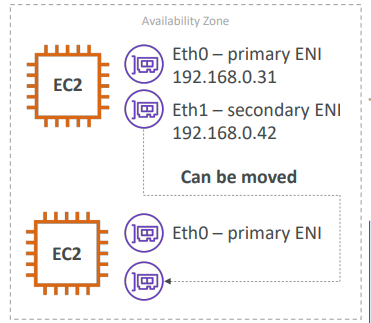 Availability Zone
EC2
Eth0 – primary ENI
192.168.0.31
Eth1 – secondary ENI
192.168.0.42
Can be moved
EC2
Eth0 – primary ENI